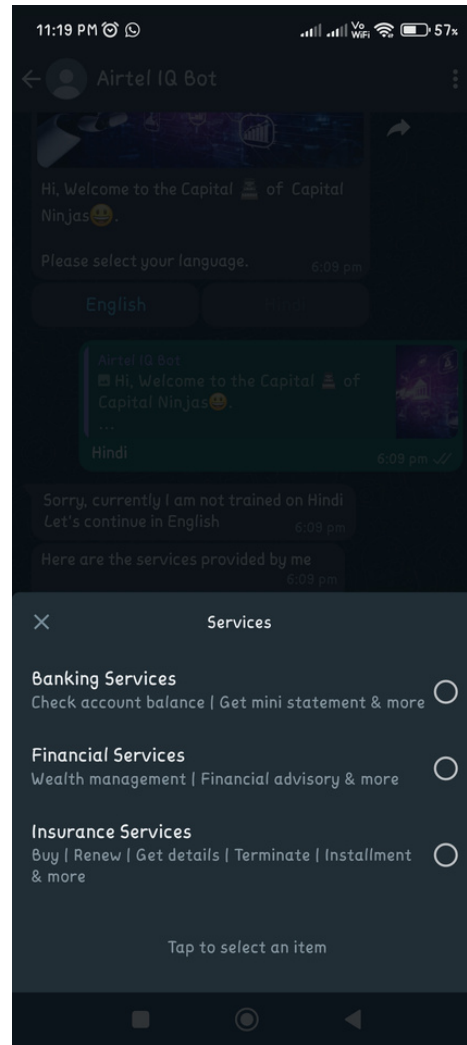 11:19 PM
Vo
WiFi
57%
Airtel IQ Bot
Hi, Welcome to the Capital of Capital
Ninjas😃.
Please select your language.
6:09 pm
English
Hindi
Airtel IQ Bot
Hi, Welcome to the Capital of
Capital Ninjas😃.
...
Hindi
6:09 pm
Sorry, currently I am not trained on Hindi
Let's continue in English
6:09 pm
Here are the services provided by me
6:09 pm
Services
Banking Services
Check account balance | Get mini statement & more
Financial Services
Wealth management | Financial advisory & more
Insurance Services
Buy | Renew | Get details | Terminate | Installment
& more
Tap to select an item